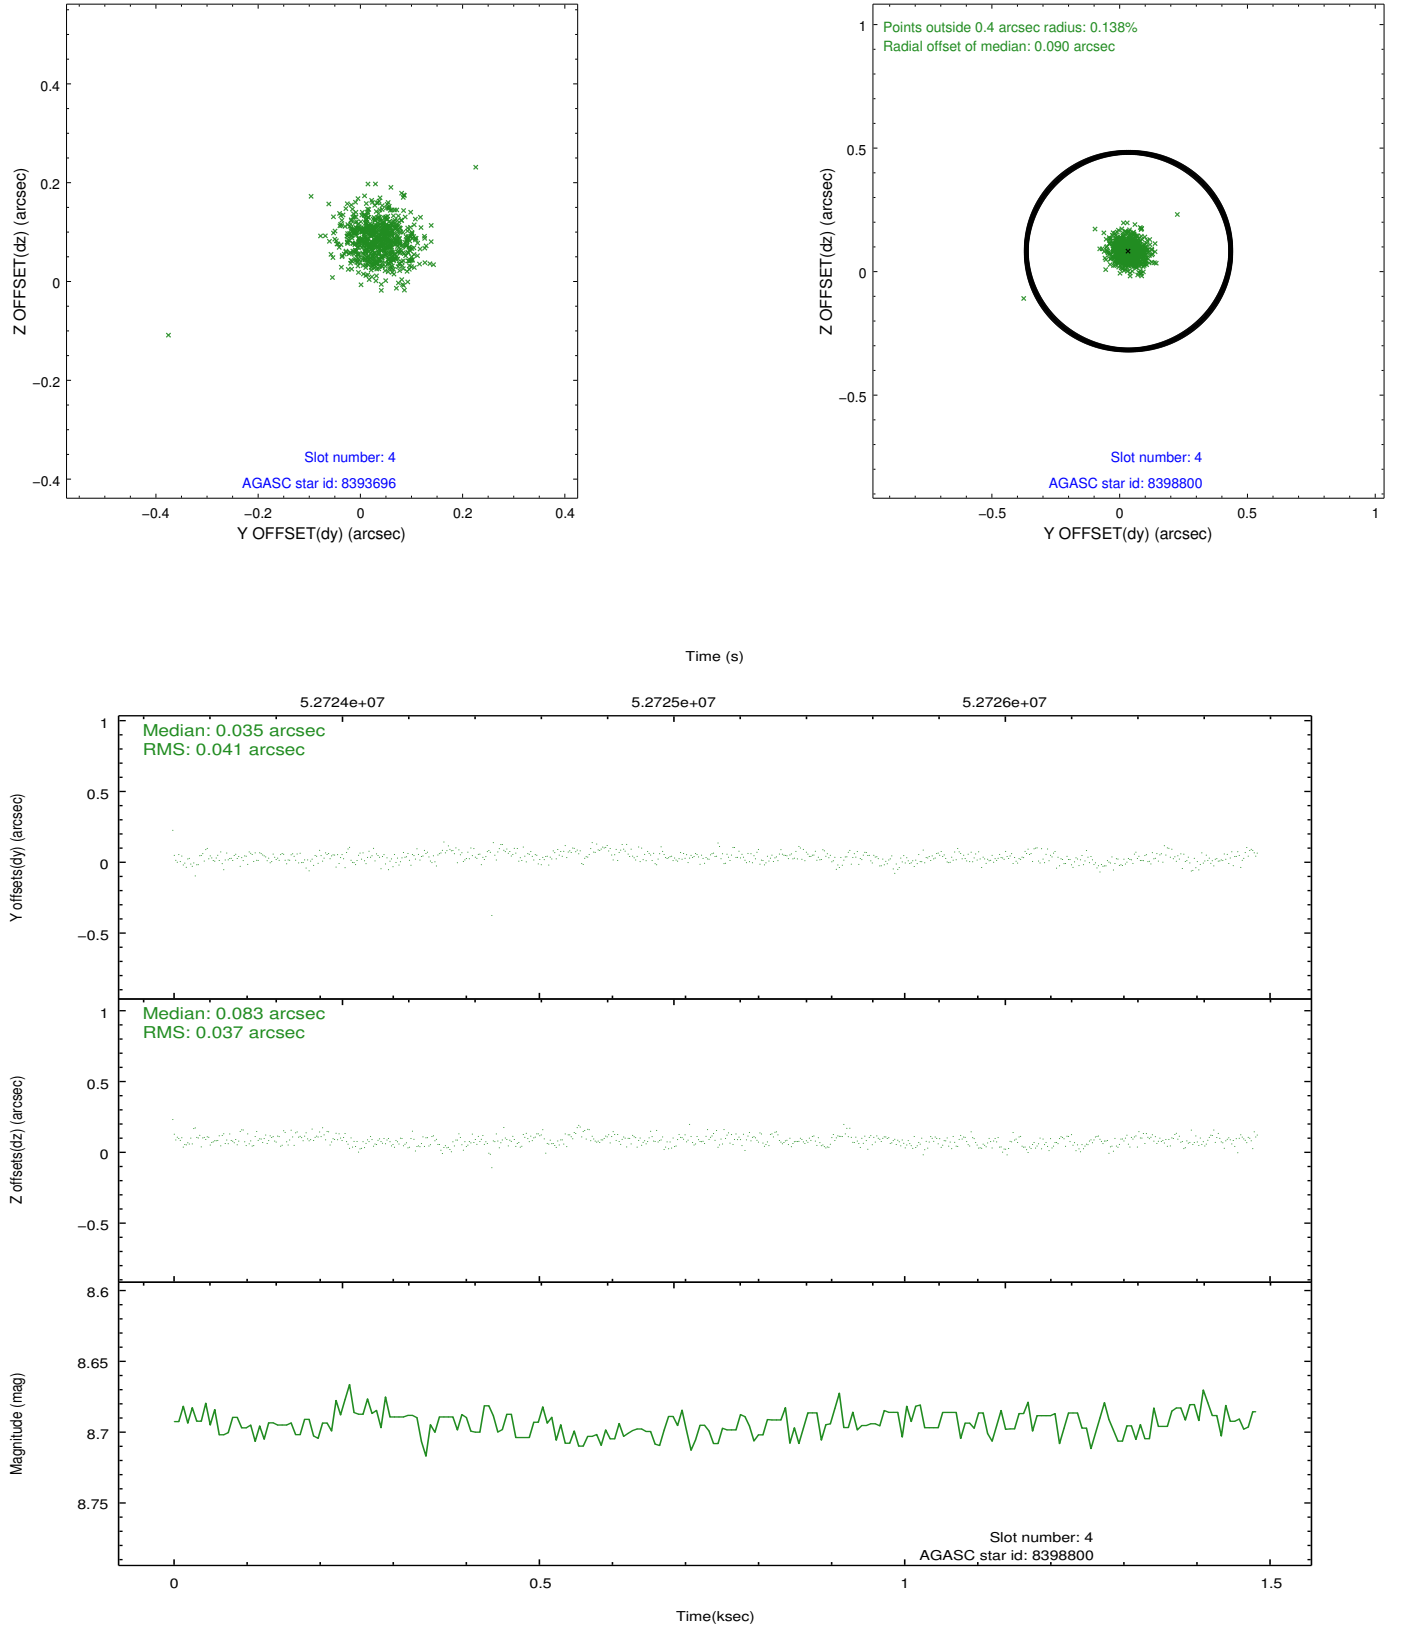 0.4
0.2
0
−0.2
−0.4
Z OFFSET(dz) (arcsec)
Slot number: 4
AGASC star id: 8393696
−0.4
−0.2
0
0.2
0.4
Y OFFSET(dy) (arcsec)
Points outside 0.4 arcsec radius: 0.138%
Radial offset of median: 0.090 arcsec
1
0.5
0
−0.5
Z OFFSET(dz) (arcsec)
Slot number: 4
AGASC star id: 8398800
−0.5
0
0.5
1
Y OFFSET(dy) (arcsec)
Time (s)
5.2724e+07
5.2725e+07
5.2726e+07
Median: 0.035 arcsec
RMS: 0.041 arcsec
1
0.5
0
−0.5
Y offsets(dy) (arcsec)
Median: 0.083 arcsec
RMS: 0.037 arcsec
1
0.5
0
−0.5
Z offsets(dz) (arcsec)
8.6
8.65
8.7
8.75
Magnitude (mag)
Slot number: 4
AGASC star id: 8398800
0
0.5
1
1.5
Time(ksec)